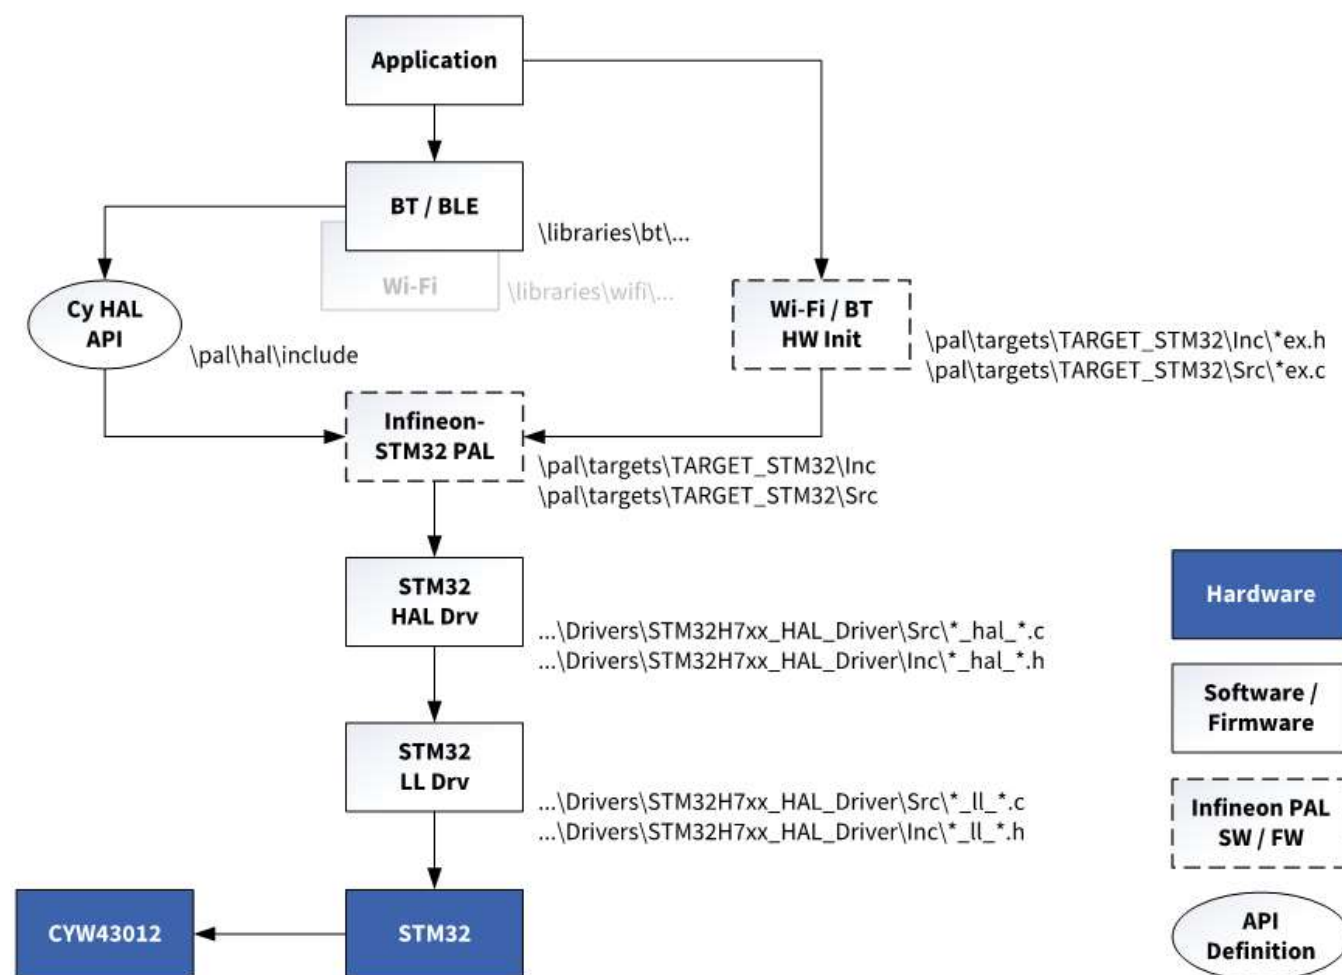 Application
BT / BLE
\libraries\bt\...
Wi-Fi
\libraries\wifi\...
Cy HAL
API
\pal\hal\include
Wi-Fi / BT
HW Init
\pal\targets\TARGET_STM32\Inc\*ex.h
\pal\targets\TARGET_STM32\Src\*ex.c
Infineon-
STM32 PAL
\pal\targets\TARGET_STM32\Inc
\pal\targets\TARGET_STM32\Src
STM32
HAL Drv
...\Drivers\STM32H7xx_HAL_Driver\Src\*_hal_*.c
...\Drivers\STM32H7xx_HAL_Driver\Inc\*_hal_*.h
STM32
LL Drv
...\Drivers\STM32H7xx_HAL_Driver\Src\*_ll_*.c
...\Drivers\STM32H7xx_HAL_Driver\Inc\*_ll_*.h
CYW43012
STM32
Hardware
Software /
Firmware
Infineon PAL
SW / FW
API
Definition